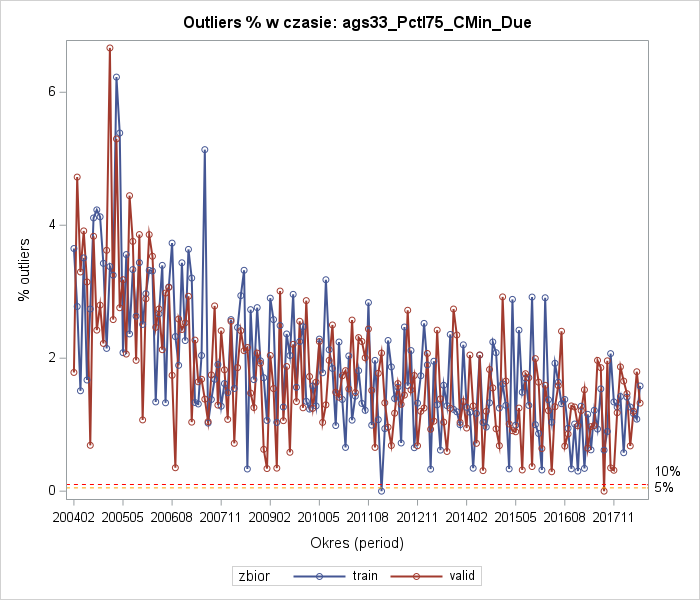 Outliers % w czasie: ags33_Pctl75_CMin_Due
% outliers
6
4
2
0
10%
5%
200402 200505 200608 200711 200902 201005 201108 201211 201402 201505 201608 201711
Okres (period)
zbior train valid